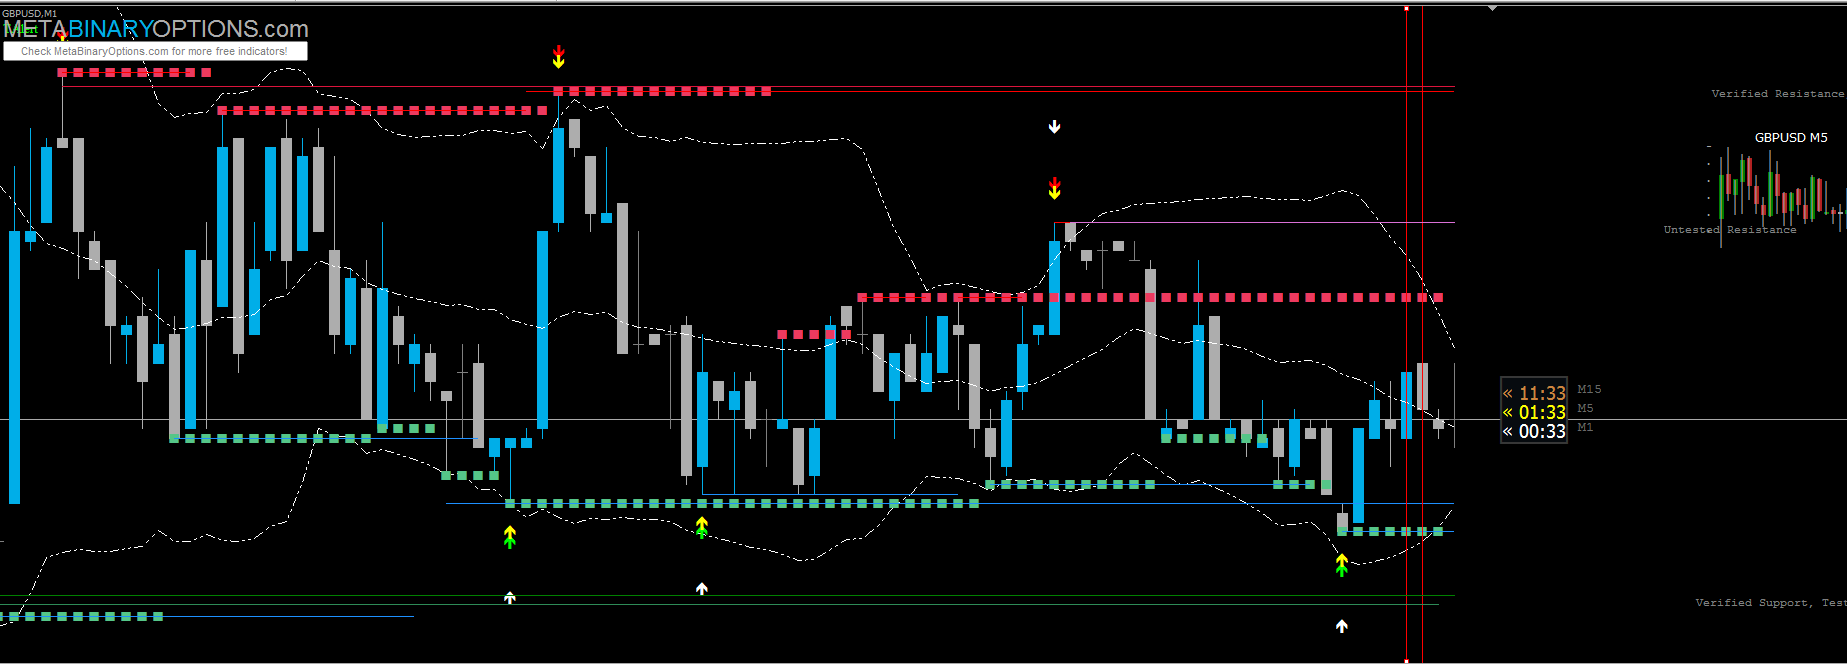 GBPUSD,M1
METABINARYOPTIONS.com
Check MetaBinaryOptions.com for more free indicators!
Verified Resistance
GBPUSD M5
Untested Resistance
« 11:33 M15
« 01:33 M5
« 00:33 M1
Verified Support, Test